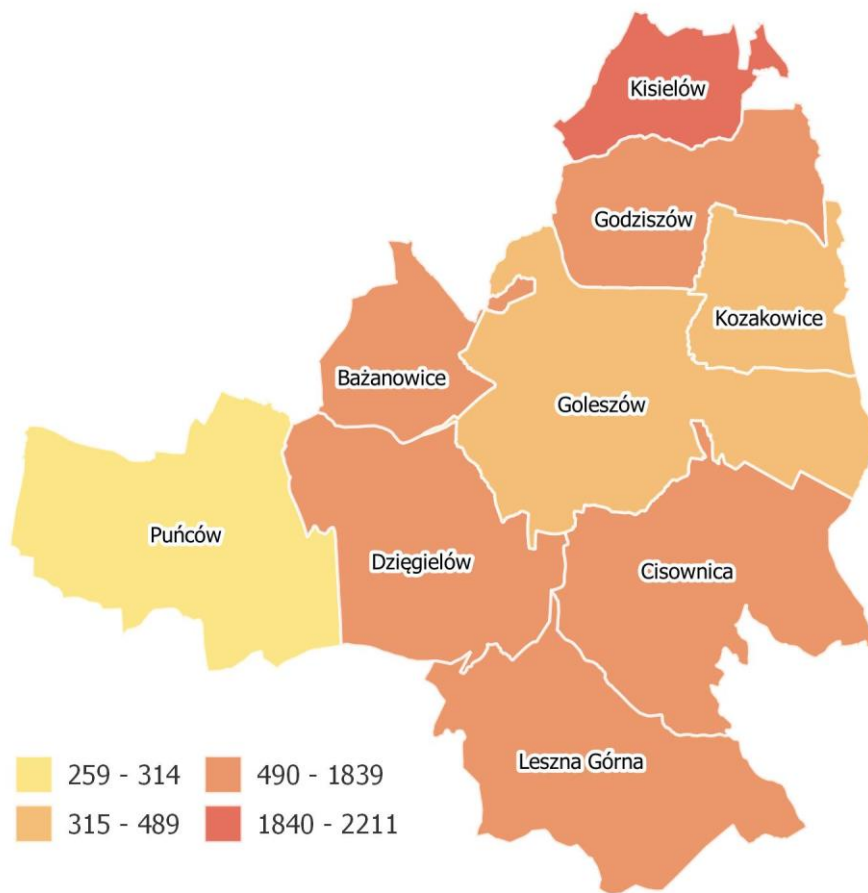 Kisielów
Godziszów
Kozakowice
Bażanowice
Goleszów
Puńców
Dzięgielów
Cisownica
Leszna Górna
259 - 314
490 - 1839
315 - 489
1840 - 2211